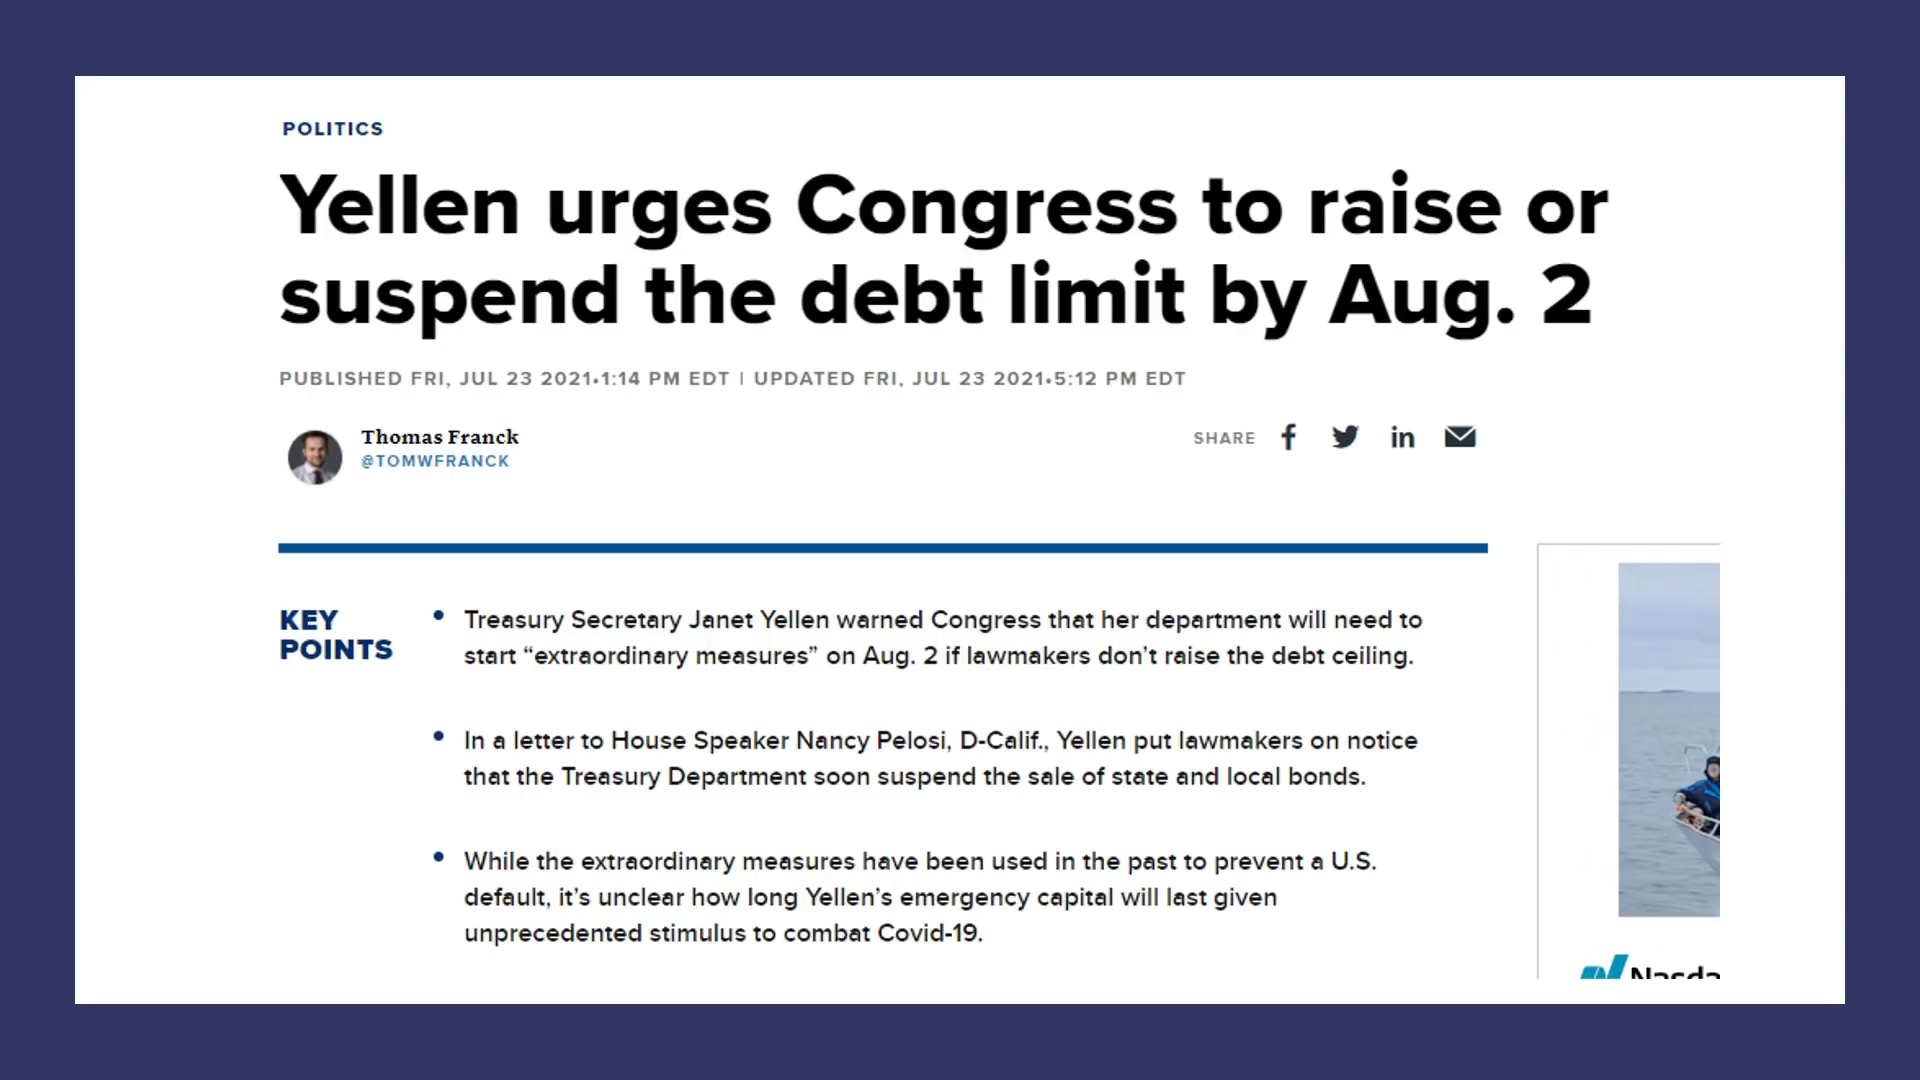 POLITICS
Yellen urges Congress to raise or
suspend the debt limit by Aug. 2
PUBLISHED FRI, JUL 23 2021•1:14 PM EDT | UPDATED FRI, JUL 23 2021•5:12 PM EDT
Thomas Franck
@TOMWFRANCK
SHARE
KEY
POINTS
• Treasury Secretary Janet Yellen warned Congress that her department will need to
start “extraordinary measures” on Aug. 2 if lawmakers don’t raise the debt ceiling.
• In a letter to House Speaker Nancy Pelosi, D-Calif., Yellen put lawmakers on notice
that the Treasury Department soon suspend the sale of state and local bonds.
• While the extraordinary measures have been used in the past to prevent a U.S.
default, it’s unclear how long Yellen’s emergency capital will last given
unprecedented stimulus to combat Covid-19.
Nasda